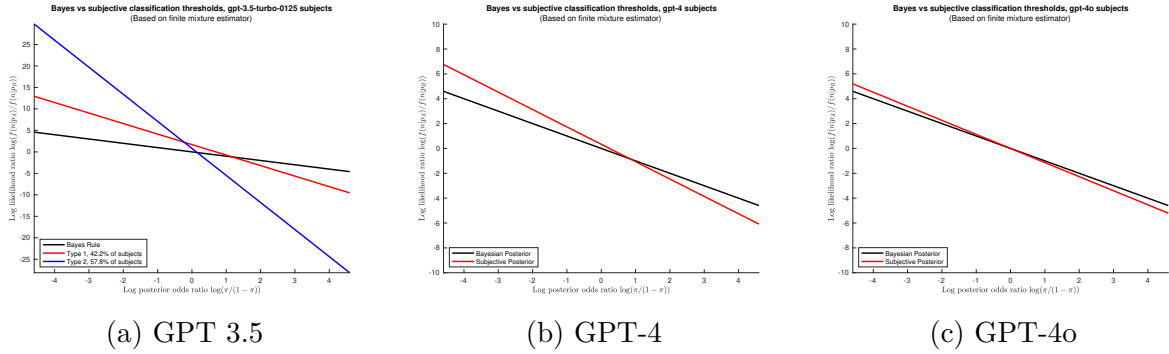 Bayes vs subjective classification thresholds, gpt-3.5-turbo-0125 subjects
(Based on finite mixture estimator)
25
20
15
10
5
0
-5
-10
-15
-20
-25
Log likelihood ratio log(f(n|p_A)/f(n|p_B))
Bayes Rule
Type 1, 42.2% of subjects
Type 2, 57.8% of subjects
-4 -3 -2 -1 0 1 2 3 4
Log posterior odds ratio log(π/(1 − π))
(a) GPT 3.5
Bayes vs subjective classification thresholds, gpt-4 subjects
(Based on finite mixture estimator)
10
8
6
4
2
0
-2
-4
-6
-8
-10
Log likelihood ratio log(f(n|p_A)/f(n|p_B))
Bayesian Posterior
Subjective Posterior
-4 -3 -2 -1 0 1 2 3 4
Log posterior odds ratio log(π/(1 − π))
(b) GPT-4
Bayes vs subjective classification thresholds, gpt-4o subjects
(Based on finite mixture estimator)
10
8
6
4
2
0
-2
-4
-6
-8
-10
Log likelihood ratio log(f(n|p_A)/f(n|p_B))
Bayesian Posterior
Subjective Posterior
-4 -3 -2 -1 0 1 2 3 4
Log posterior odds ratio log(π/(1 − π))
(c) GPT-4o